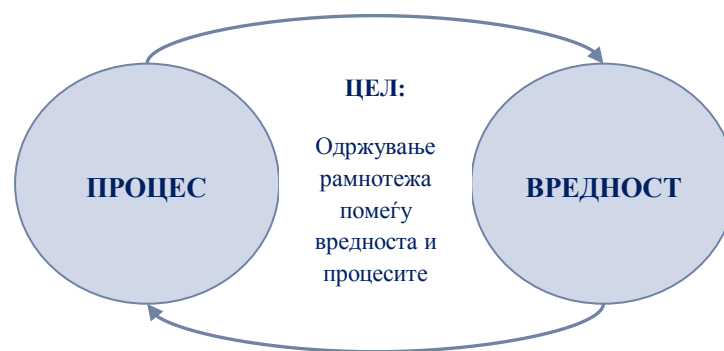 ЦЕЛ:
ПРОЦЕС
Одржување
рамнотежа
помеѓу
вредноста и
процесите
ВРЕДНОСТ